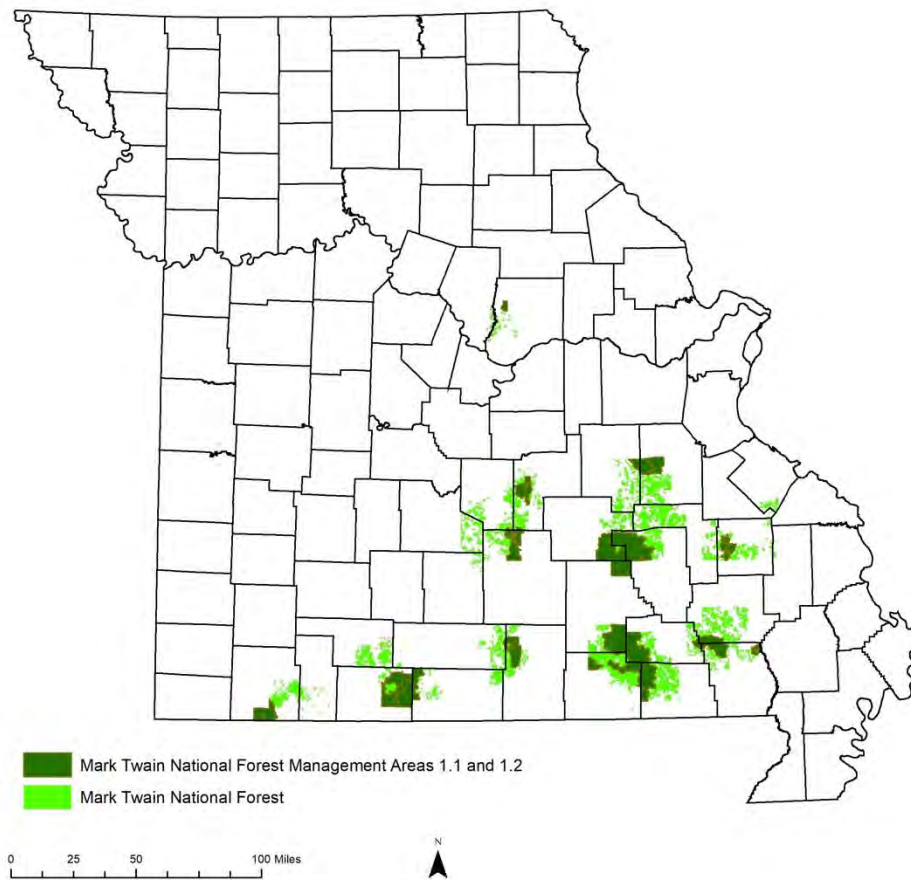 Mark Twain National Forest Management Areas 1.1 and 1.2
Mark Twain National Forest
N
0 25 50 100 Miles